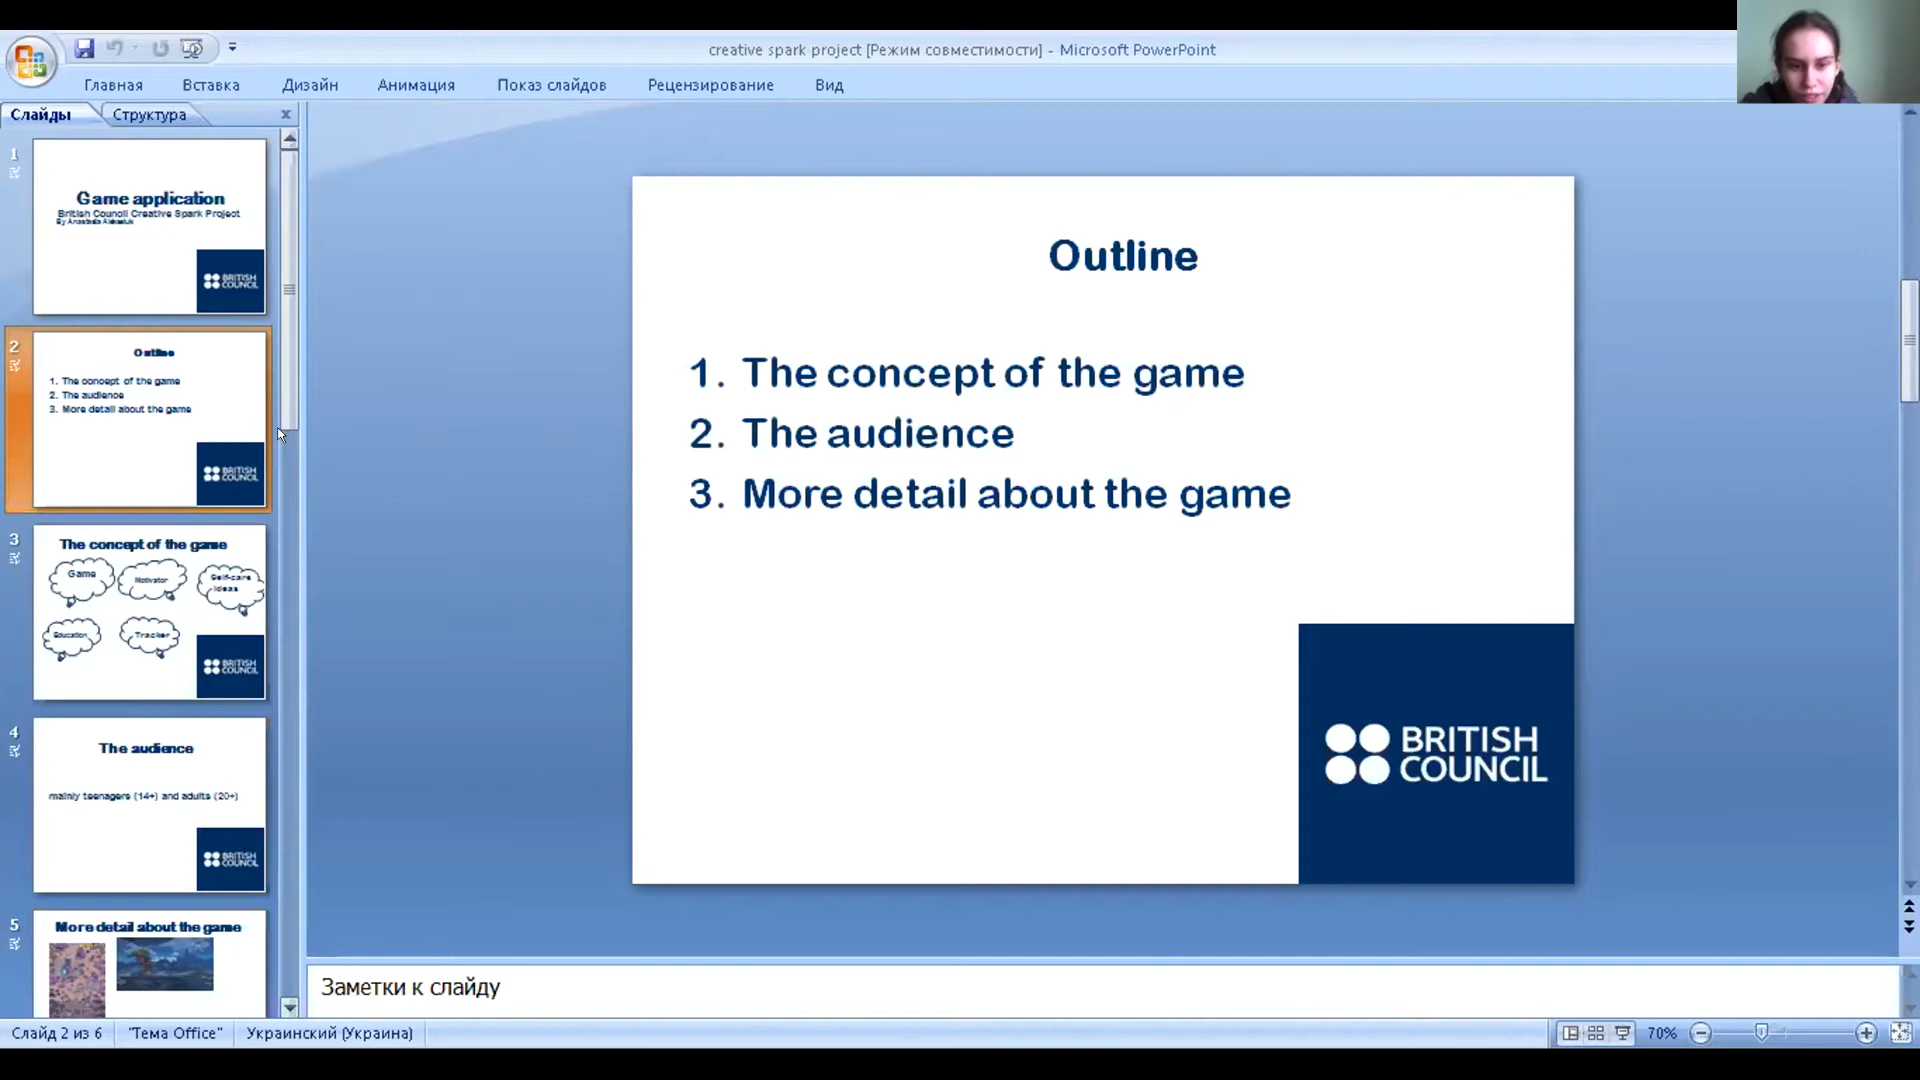 creative spark project [Режим совместимости] - Microsoft PowerPoint
Главная Вставка Дизайн Анимация Показ слайдов Рецензирование Вид
Слайды Структура
1
Game application
British Council Creative Spark Project
By
BRITISH
COUNCIL
2
Outline
1. The concept of the game
2. The audience
3. More detail about the game
BRITISH
COUNCIL
3
The concept of the game
Game
Motivator
Self-care
ideas
Education
Tracker
BRITISH
COUNCIL
4
The audience
mainly teenagers (14+) and adults (20+)
BRITISH
COUNCIL
5
More detail about the game
Outline
1. The concept of the game
2. The audience
3. More detail about the game
BRITISH
COUNCIL
Заметки к слайду
Слайд 2 из 6 "Тема Office" Украинский (Украина) 70%